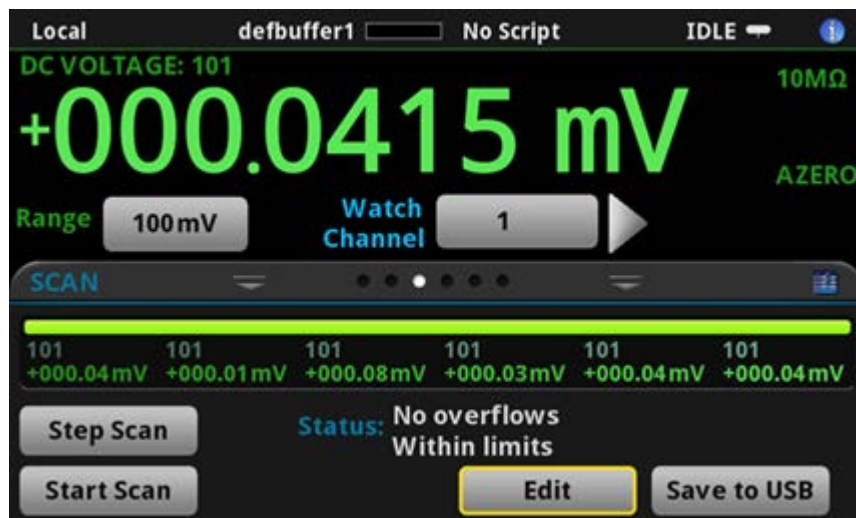 Local defbuffer1 No Script IDLE
DC VOLTAGE: 101
10MΩ
+000.0415 mV
AZERO
Range 100mV Watch Channel 1
SCAN
101 101 101 101 101 101
+000.04mV +000.01mV +000.08mV +000.03mV +000.04mV +000.04mV
Step Scan Status: No overflows
Within limits
Start Scan Edit Save to USB